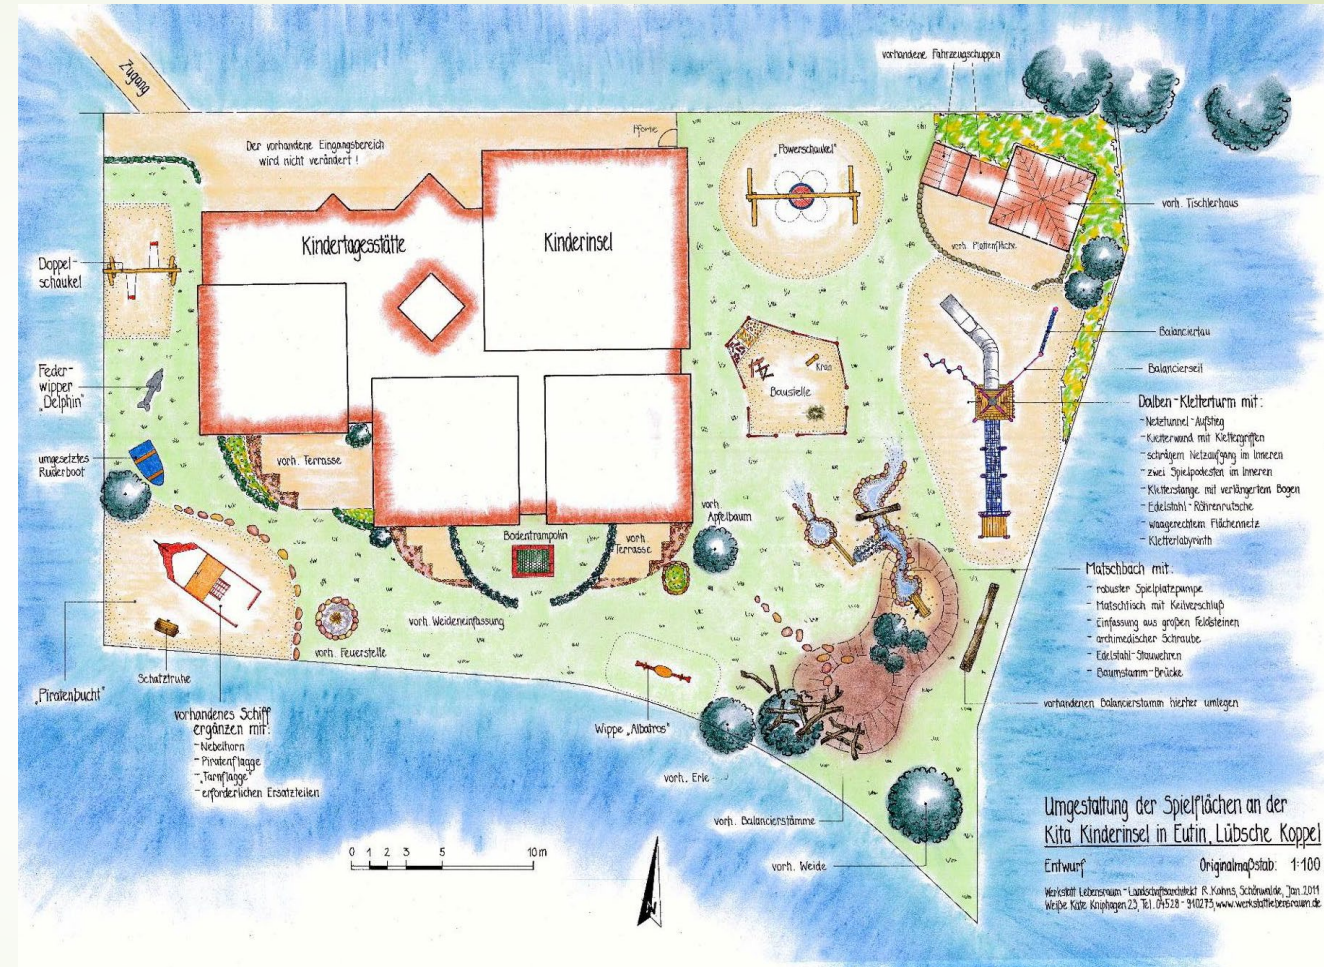 Zugang
vorhandene Fahrzeugschuppen
Der vorhandene Eingangsbereich
wird nicht verändert !
Pforte
„Powerschaukel"
vorh. Tischlerhaus
Kindertagesstätte
Kinderinsel
vorh. Plattenfläche
Doppel-
schaukel
Balanciertau
Balancierseil
Feder-
wipper
„Delphin"
Kran
Baustelle
Dalben-Kletterturm mit:
- Netztunnel-Aufstieg
- Kletterwand mit Klettergriffen
- schrägem Netzaufgang im Inneren
- zwei Spielpodesten im Inneren
- Kletterstange mit verlängertem Bogen
- Edelstahl-Röhrenrutsche
- waagerechtem Flächennetz
- Kletterlabyrinth
umgesetztes
Ruderboot
vorh. Terrasse
vorh.
Apfelbaum
Bodentrampolin
vorh.
Terrasse
Matschbach mit:
- robuster Spielplatzpumpe
- Matschtisch mit Keilverschluß
- Einfassung aus großen Feldsteinen
- archimedischer Schraube
- Edelstahl-Stauwehren
- Baumstamm-Brücke
vorh. Weideneinfassung
vorh. Feuerstelle
Schatztruhe
„Piratenbucht"
vorhandenen Balancierstamm hierher umlegen
vorhandenes Schiff
ergänzen mit:
- Nebelhorn
- Piratenflagge
- „Tarnflagge"
- erforderlichen Ersatzteilen
Wippe „Albatros"
vorh. Erle
vorh. Balancierstämme
vorh. Weide
0 1 2 3 5 10m
N
Umgestaltung der Spielflächen an der
Kita Kinderinsel in Eutin, Lübsche Koppel
Entwurf Originalmaßstab: 1:100
Werkstatt Lebensraum - Landschaftsarchitekt R. Kahns, Schönwalde, Jan. 2011
Weiße Kate Kniphagen 23, Tel. 04528 - 910273, www.werkstattlebensraum.de